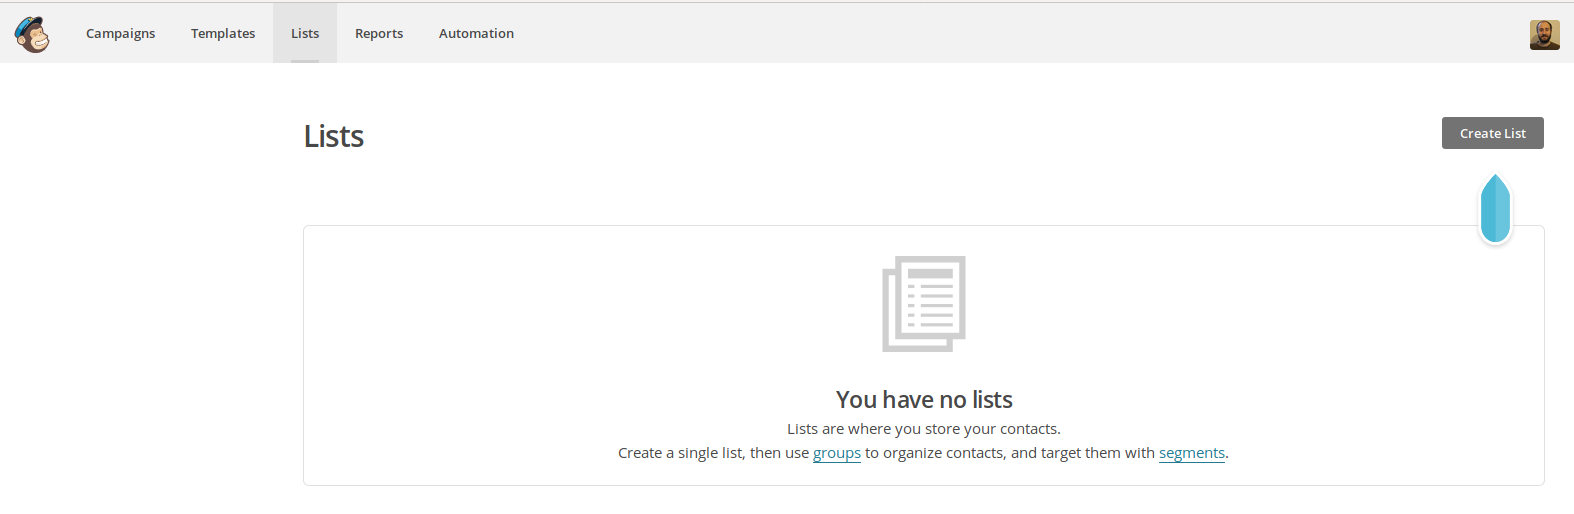 Campaigns Templates Lists Reports Automation
Lists
Create List
You have no lists
Lists are where you store your contacts.
Create a single list, then use groups to organize contacts, and target them with segments.